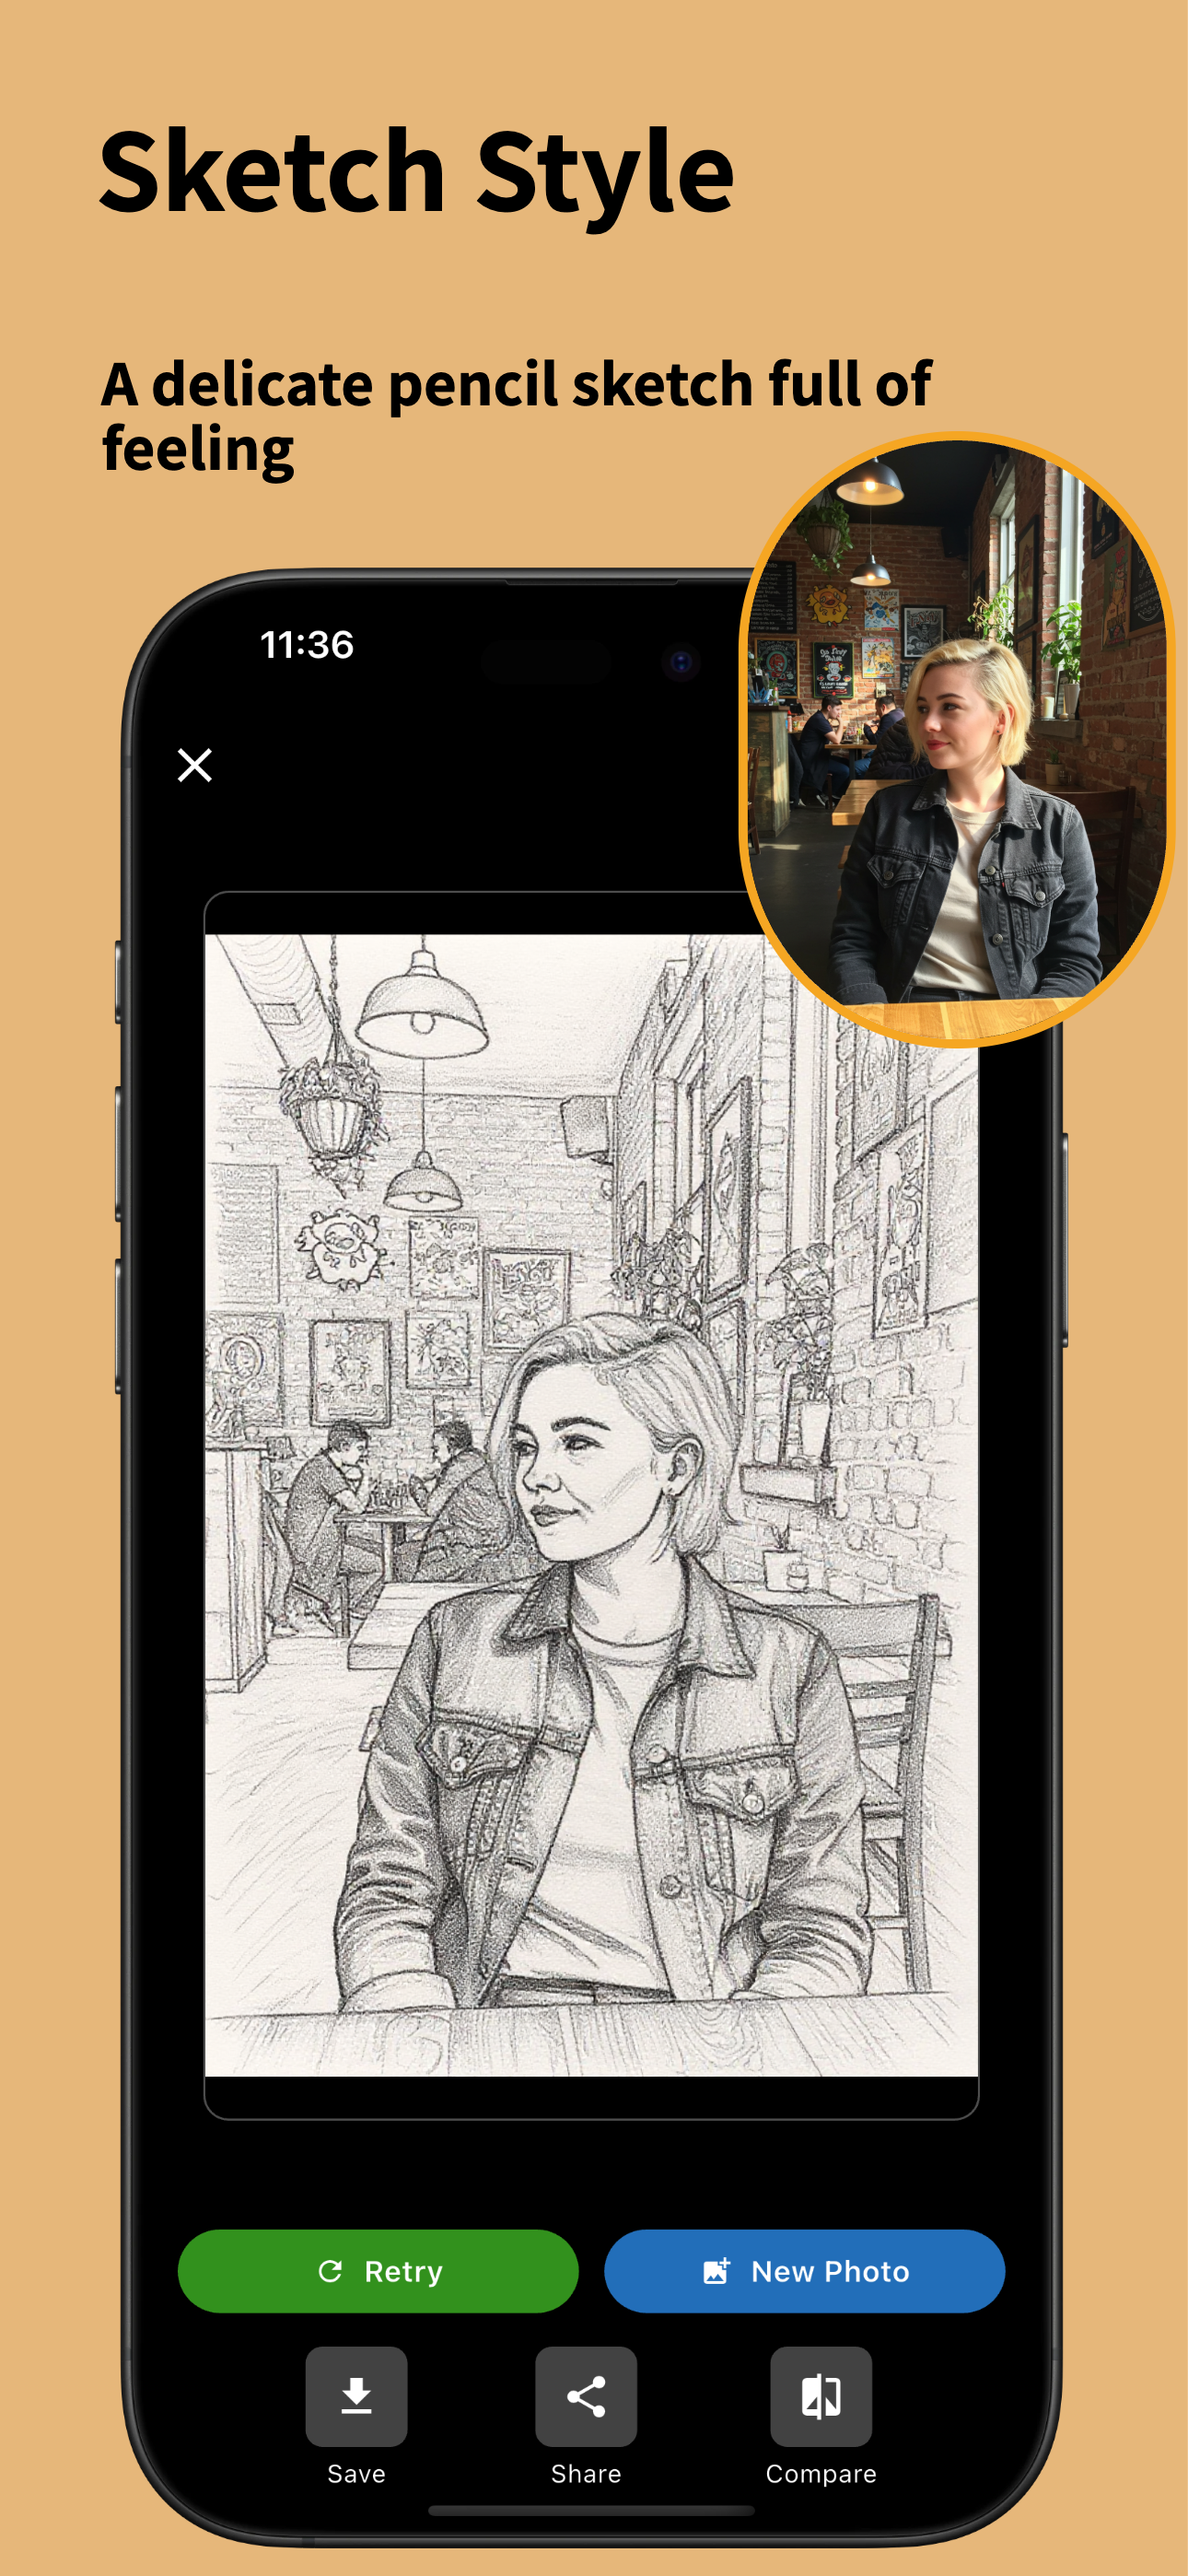 Sketch Style
A delicate pencil sketch full of
feeling
11:36
Retry
New Photo
Save
Share
Compare